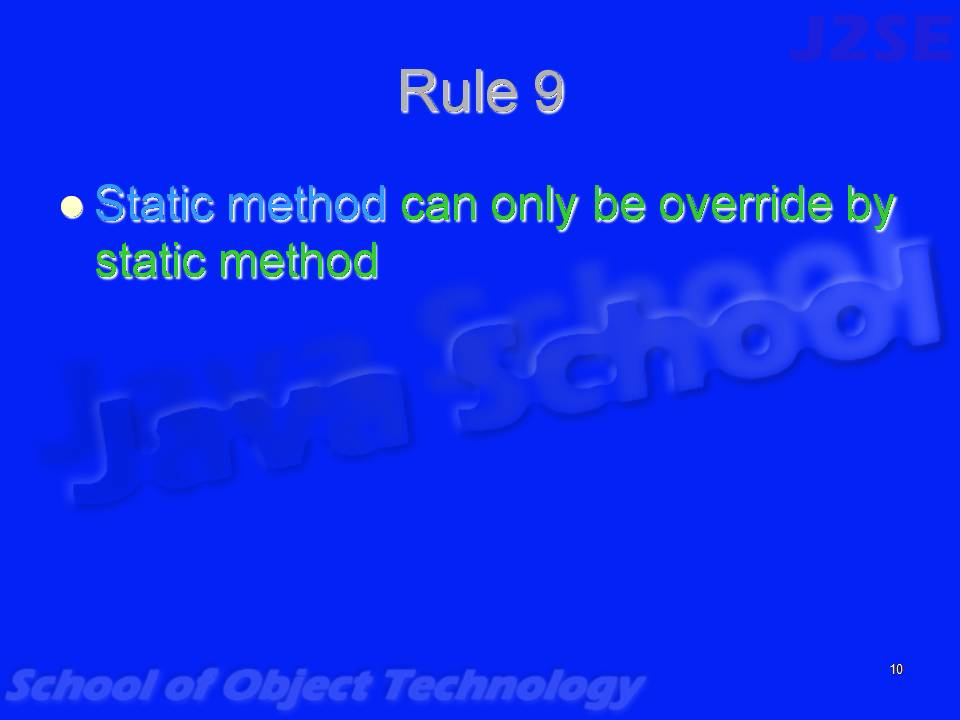 J2SE
Rule 9
Static method can only be override by
static method
Java School
10
School of Object Technology